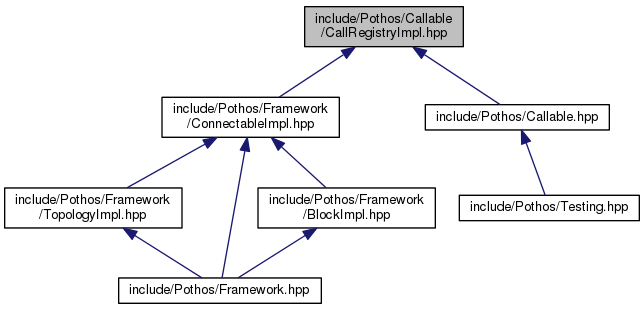 include/Pothos/Callable
/CallRegistryImpl.hpp
include/Pothos/Framework
/ConnectableImpl.hpp
include/Pothos/Callable.hpp
include/Pothos/Framework
/TopologyImpl.hpp
include/Pothos/Framework
/BlockImpl.hpp
include/Pothos/Testing.hpp
include/Pothos/Framework.hpp